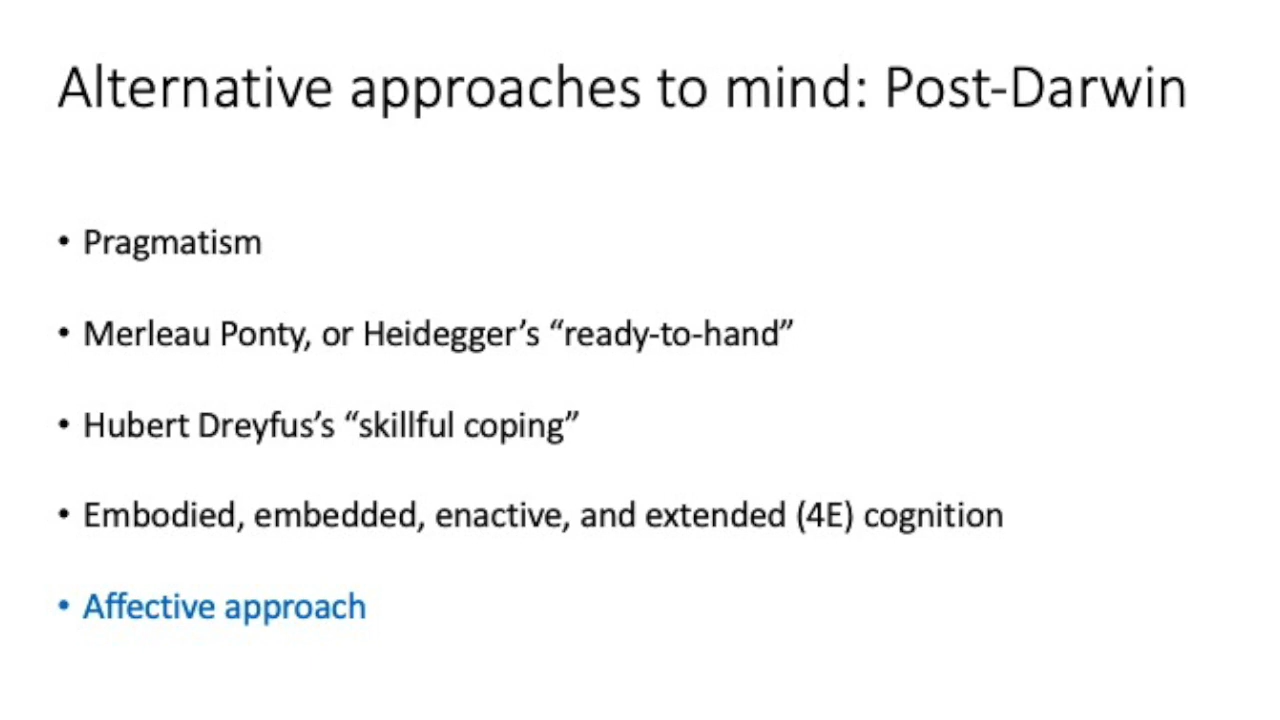 Alternative approaches to mind: Post-Darwin
• Pragmatism
• Merleau Ponty, or Heidegger’s “ready-to-hand”
• Hubert Dreyfus’s “skillful coping”
• Embodied, embedded, enactive, and extended (4E) cognition
• Affective approach